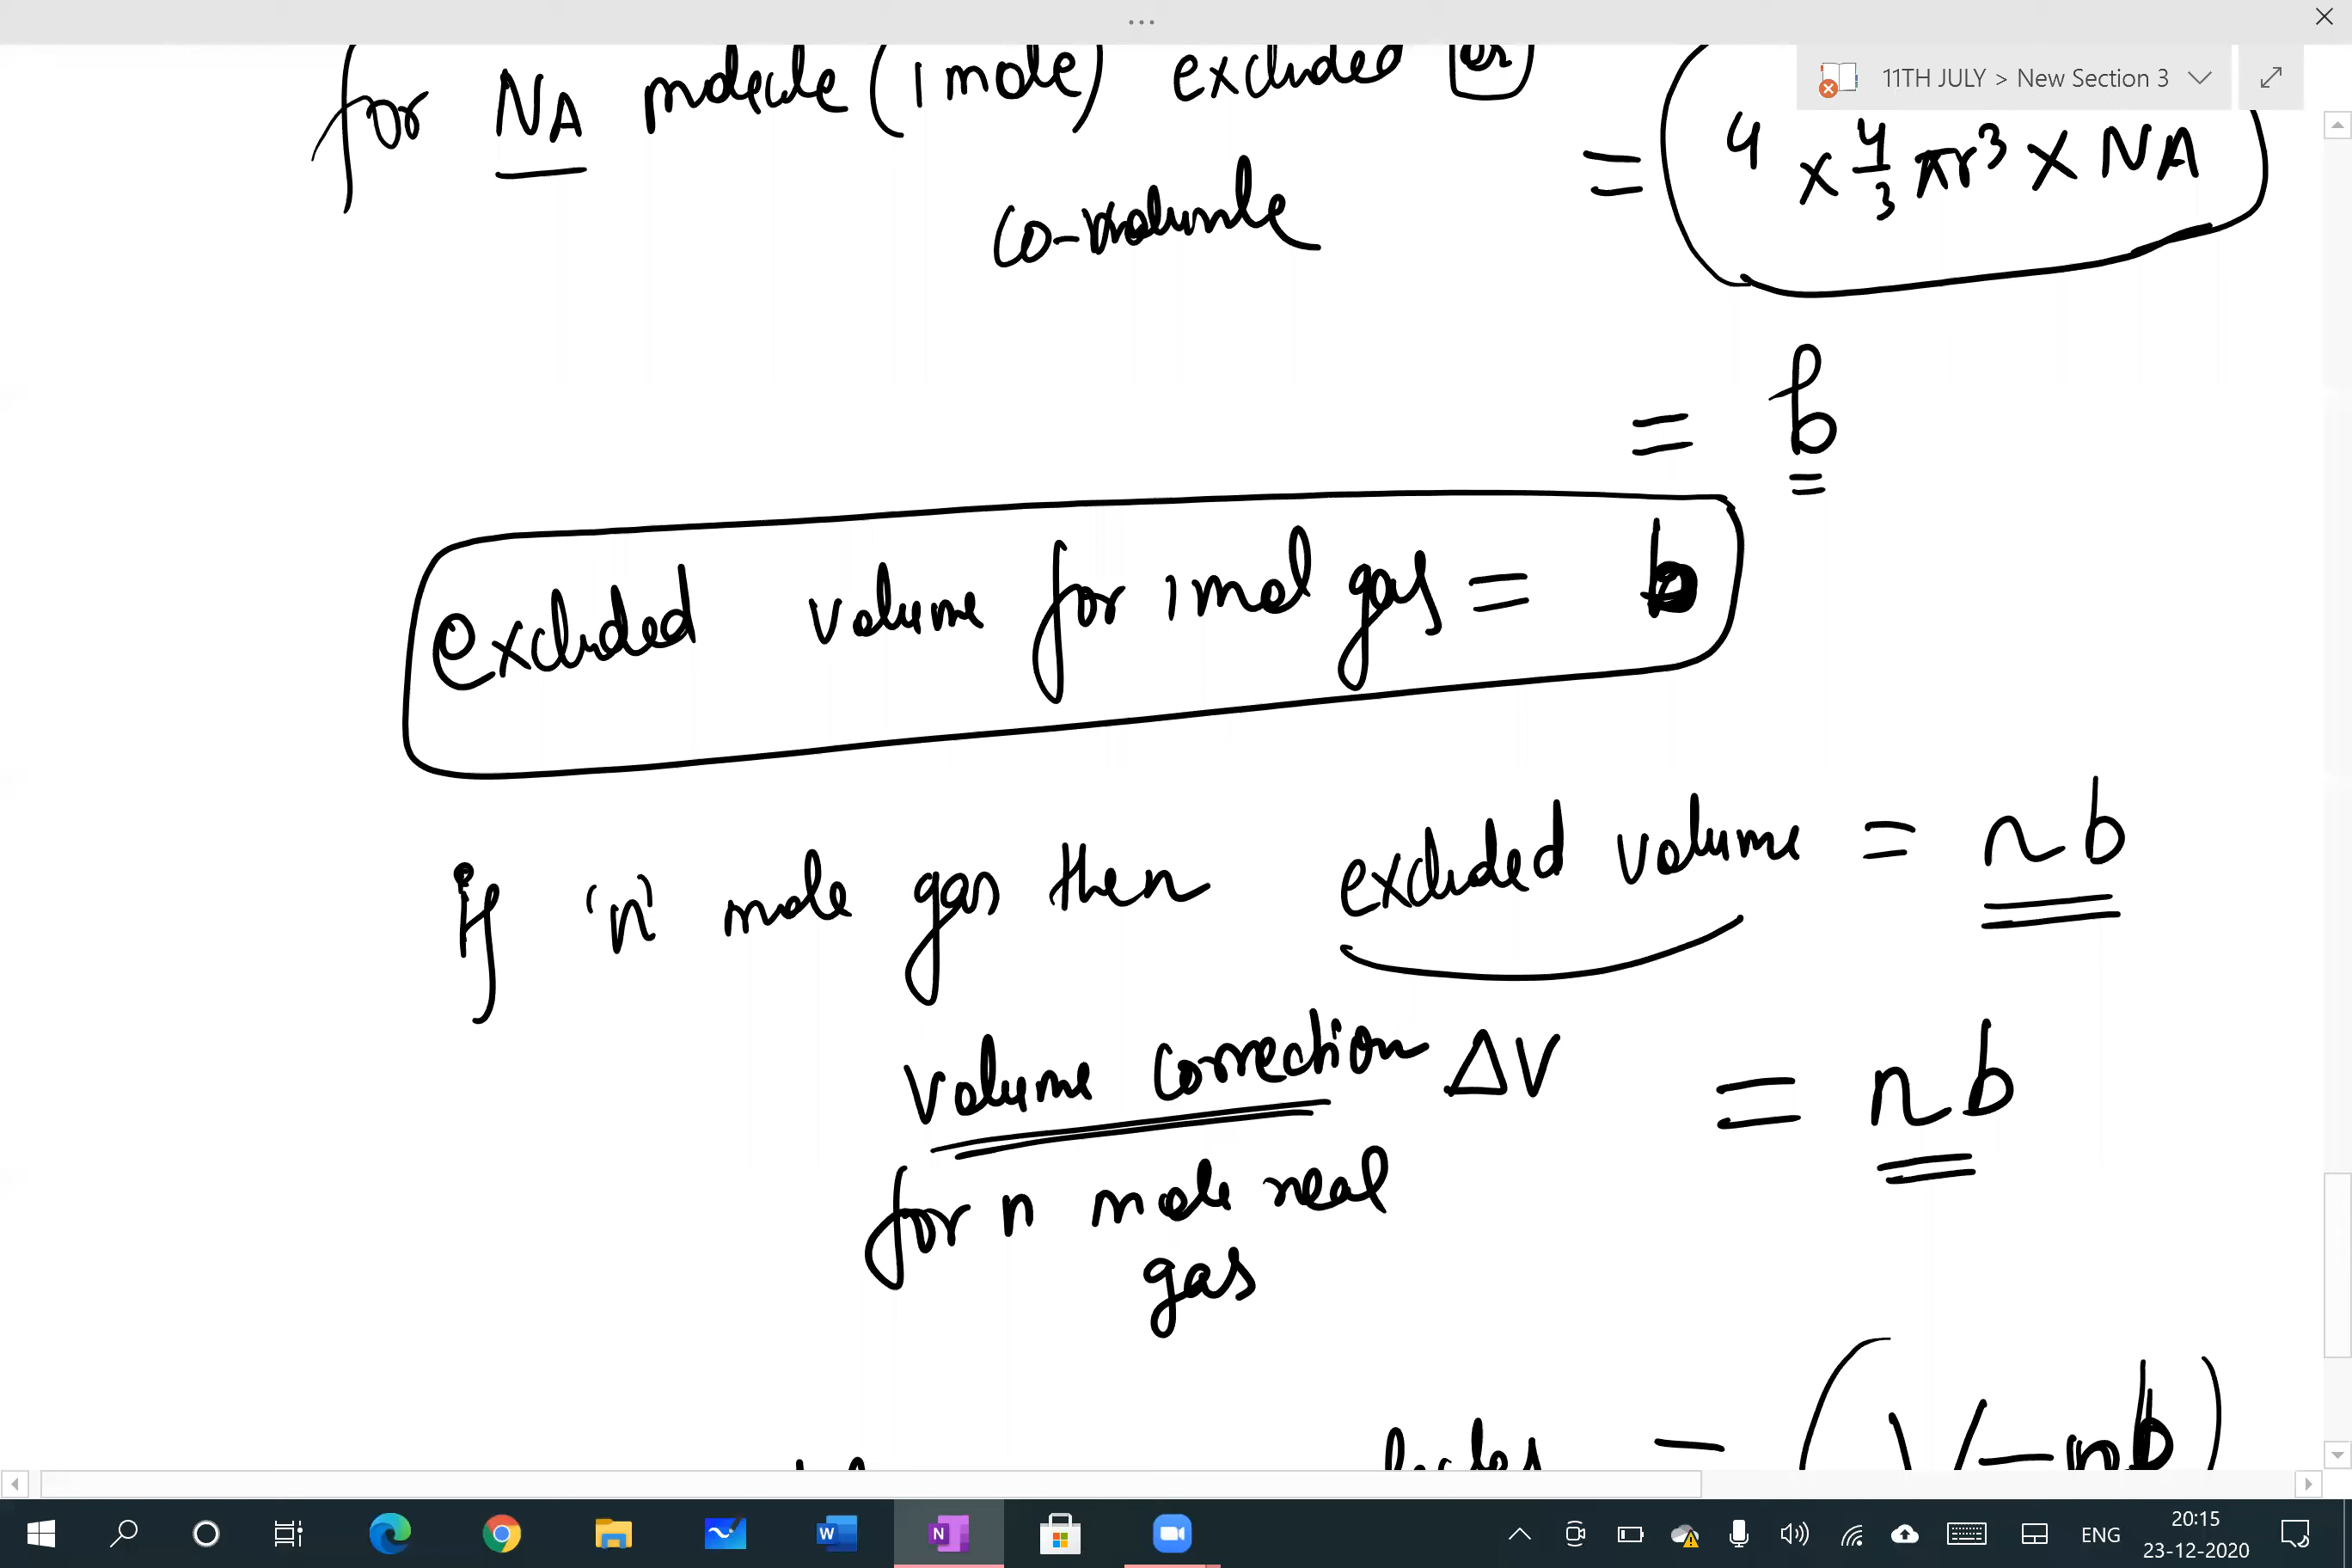 11TH JULY > New Section 3
for NA molecule (1 mole) excluded (or)
co-volume
= 4 × 4/3 πr³ × NA
= b
excluded volume for 1 mol gas = b
if 'n' mole gas then excluded volume = nb
volume correction ΔV = nb
for n mole real
gas
= (V - nb)
ENG
20:15
23-12-2020